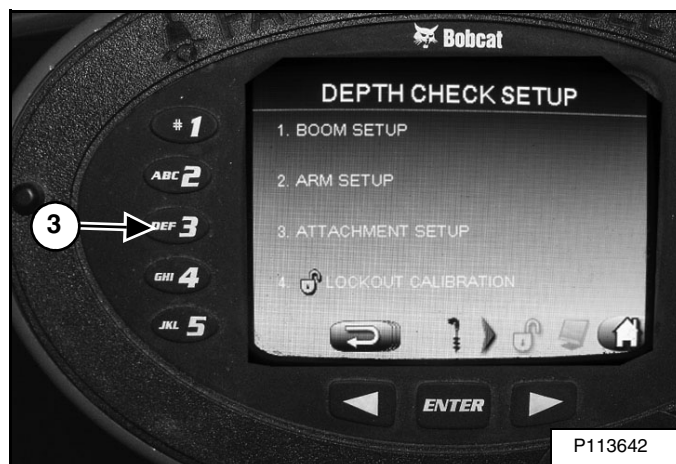 Bobcat
DEPTH CHECK SETUP
# 1
1. BOOM SETUP
ABC 2
2. ARM SETUP
3
DEF 3
3. ATTACHMENT SETUP
GHI 4
4. LOCKOUT CALIBRATION
JKL 5
ENTER
P113642